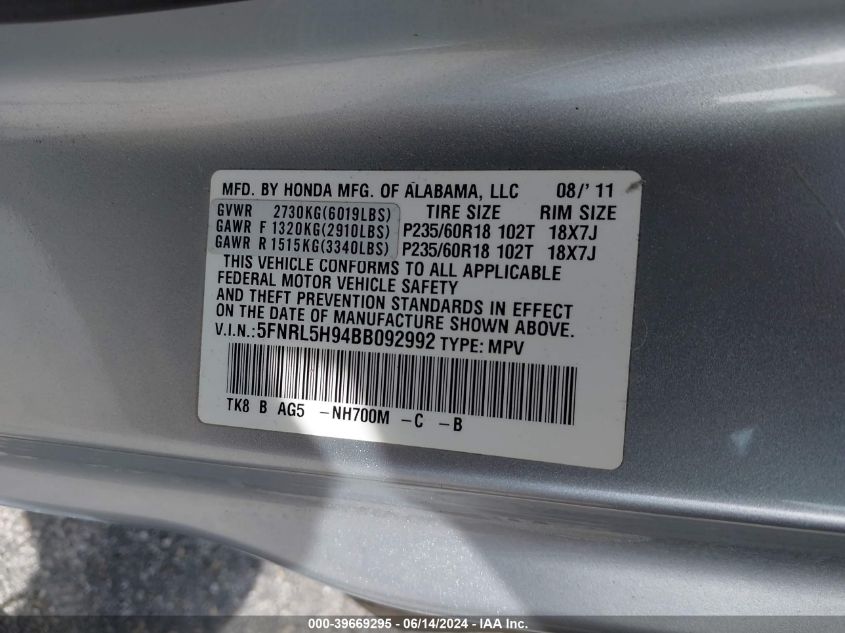 MFD. BY HONDA MFG. OF ALABAMA, LLC 08/' 11
GVWR 2730KG(6019LBS) TIRE SIZE RIM SIZE
GAWR F 1320KG(2910LBS) P235/60R18 102T 18X7J
GAWR R 1515KG(3340LBS) P235/60R18 102T 18X7J
THIS VEHICLE CONFORMS TO ALL APPLICABLE
FEDERAL MOTOR VEHICLE SAFETY
AND THEFT PREVENTION STANDARDS IN EFFECT
ON THE DATE OF MANUFACTURE SHOWN ABOVE.
V.I.N.:5FNRL5H94BB092992 TYPE: MPV
TK8 B AG5 -NH700M -C -B
000-39669295 - 06/14/2024 - IAA Inc.